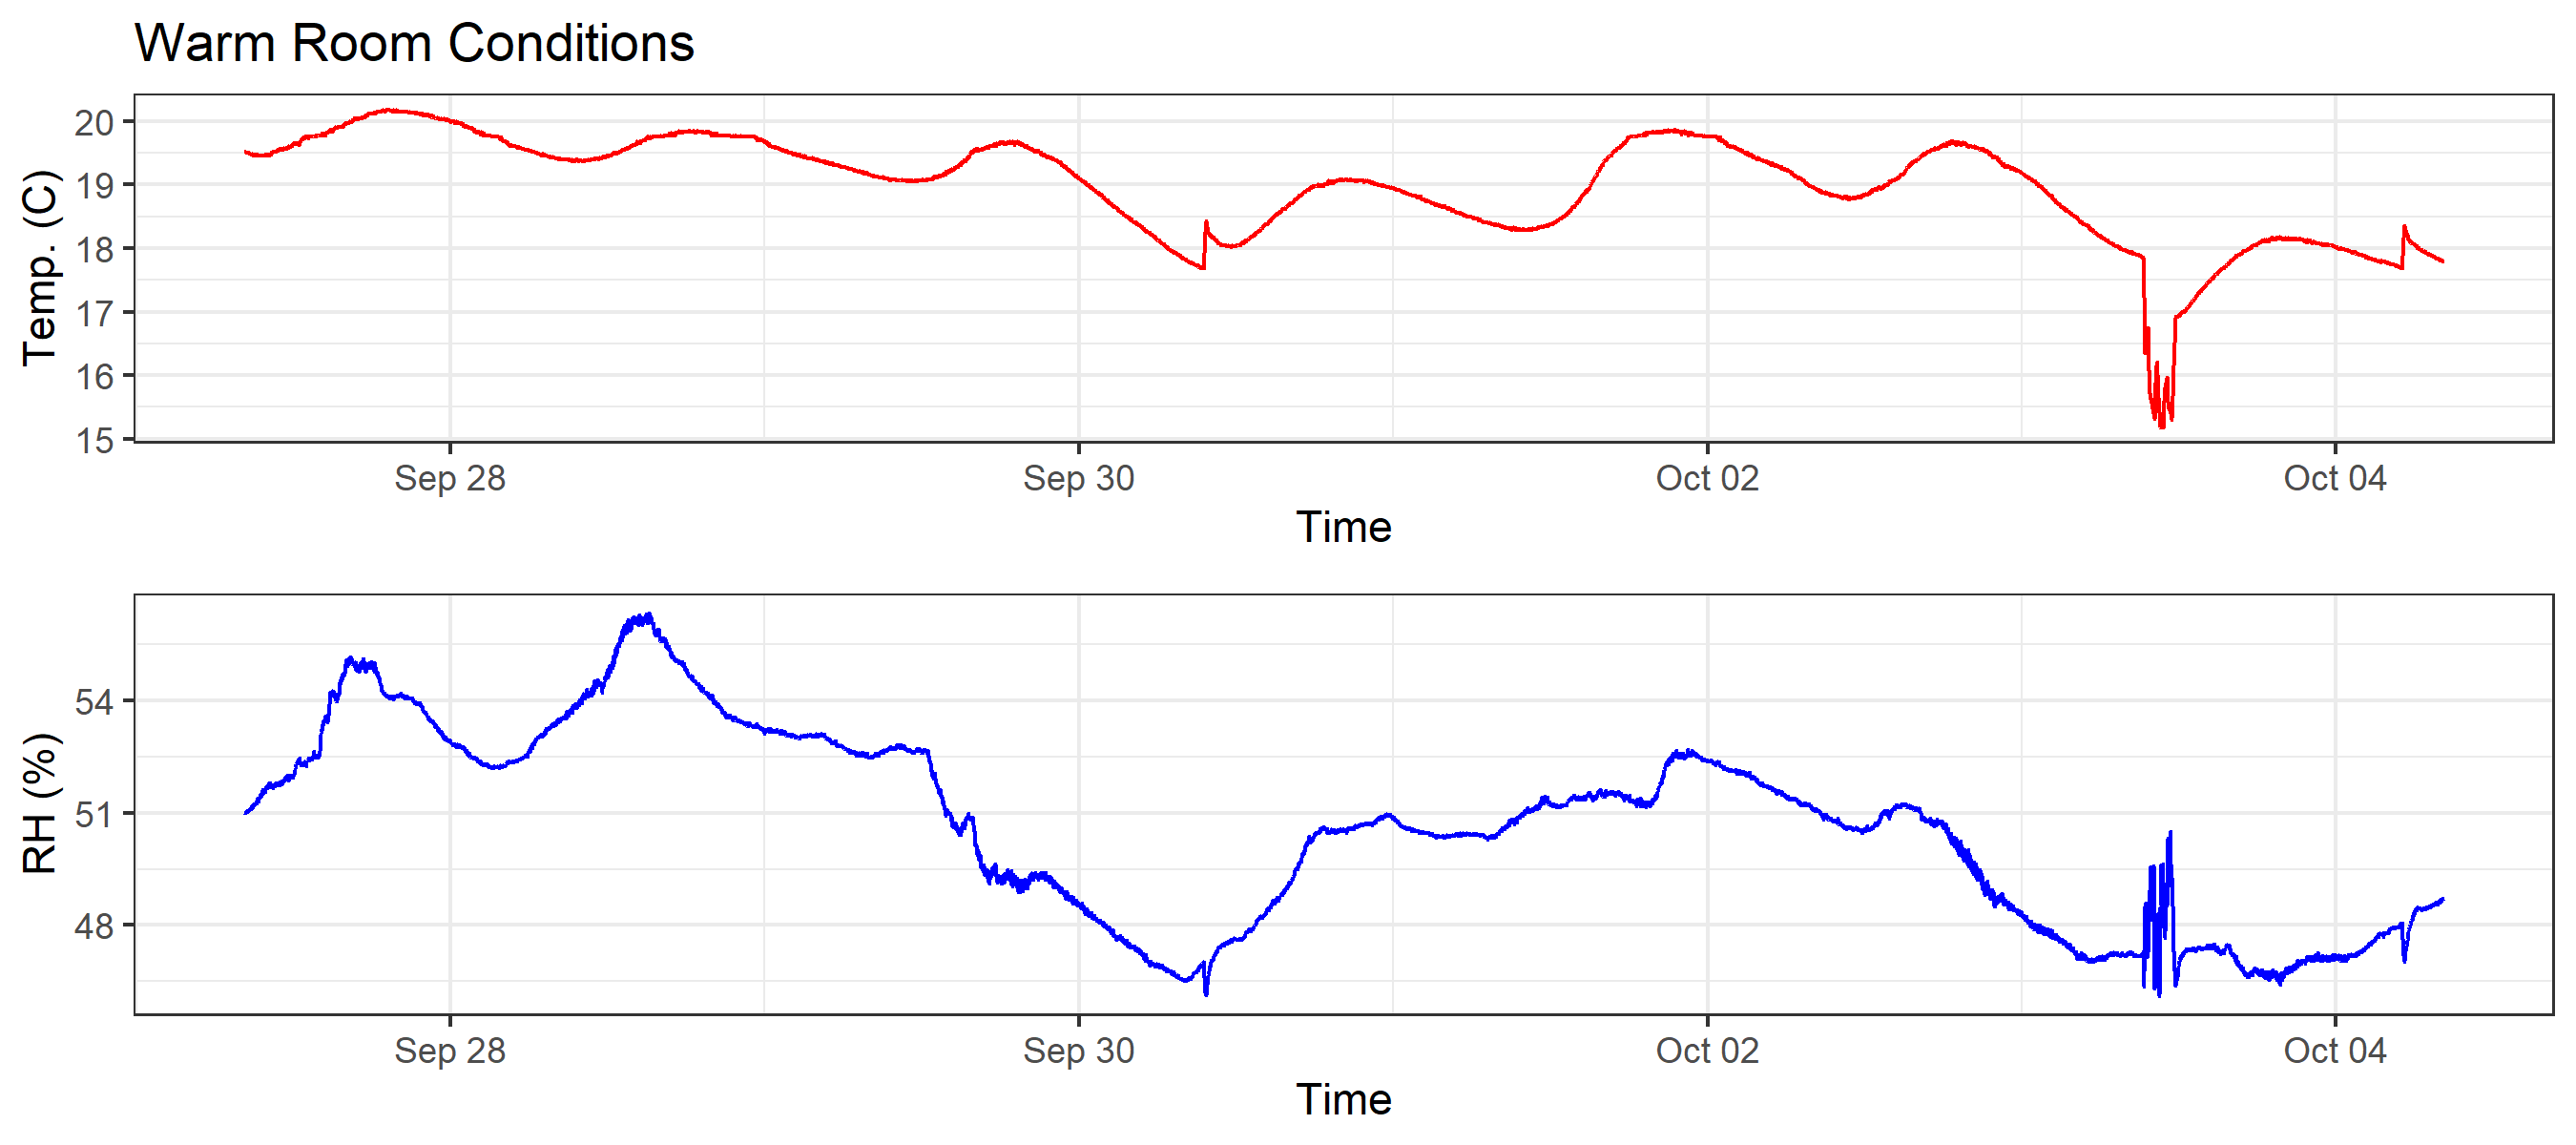 Warm Room Conditions
20
19
18
17
16
15
Temp. (C)
Sep 28 Sep 30 Oct 02 Oct 04
Time
54
51
48
RH (%)
Sep 28 Sep 30 Oct 02 Oct 04
Time